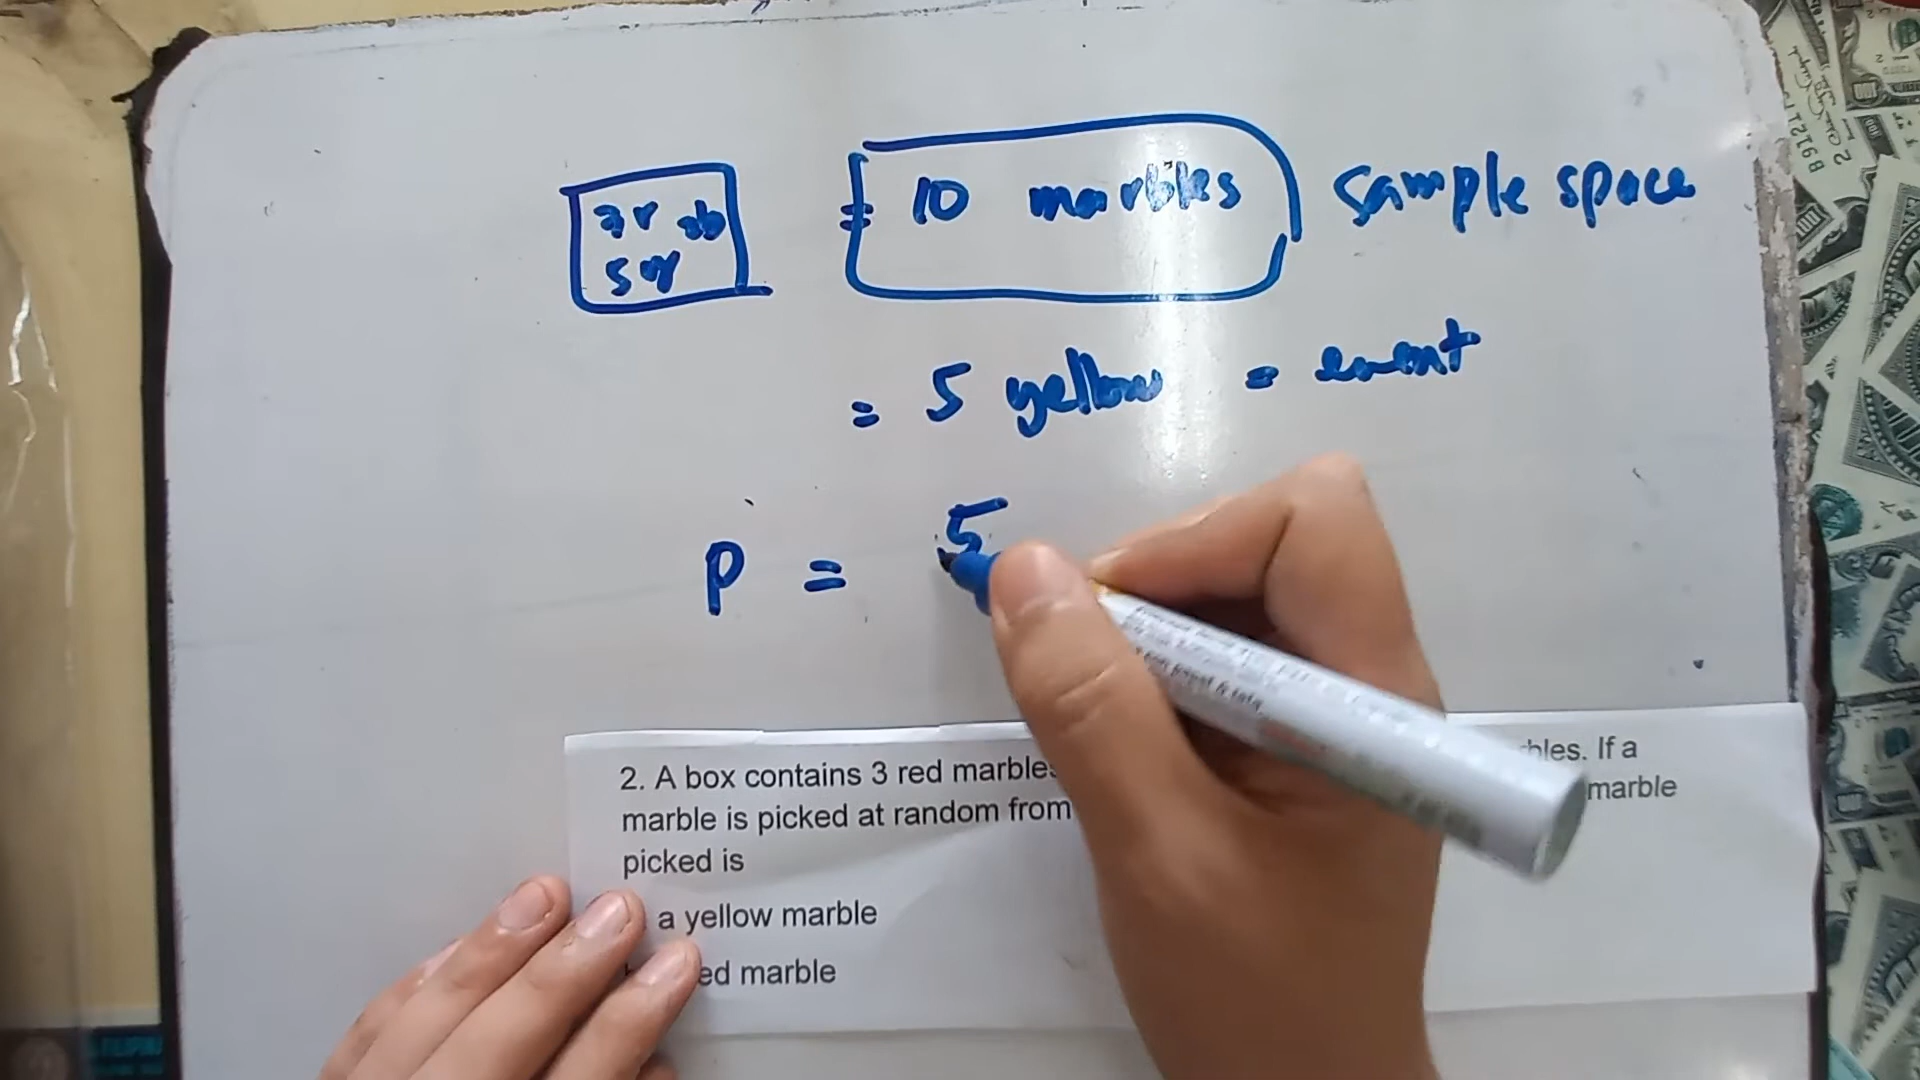 3r 2b
5y
= 10 marbles sample space
= 5 yellow = event
P = 5
2. A box contains 3 red marbles bles. If a
marble is picked at random from marble
picked is
a yellow marble
ed marble